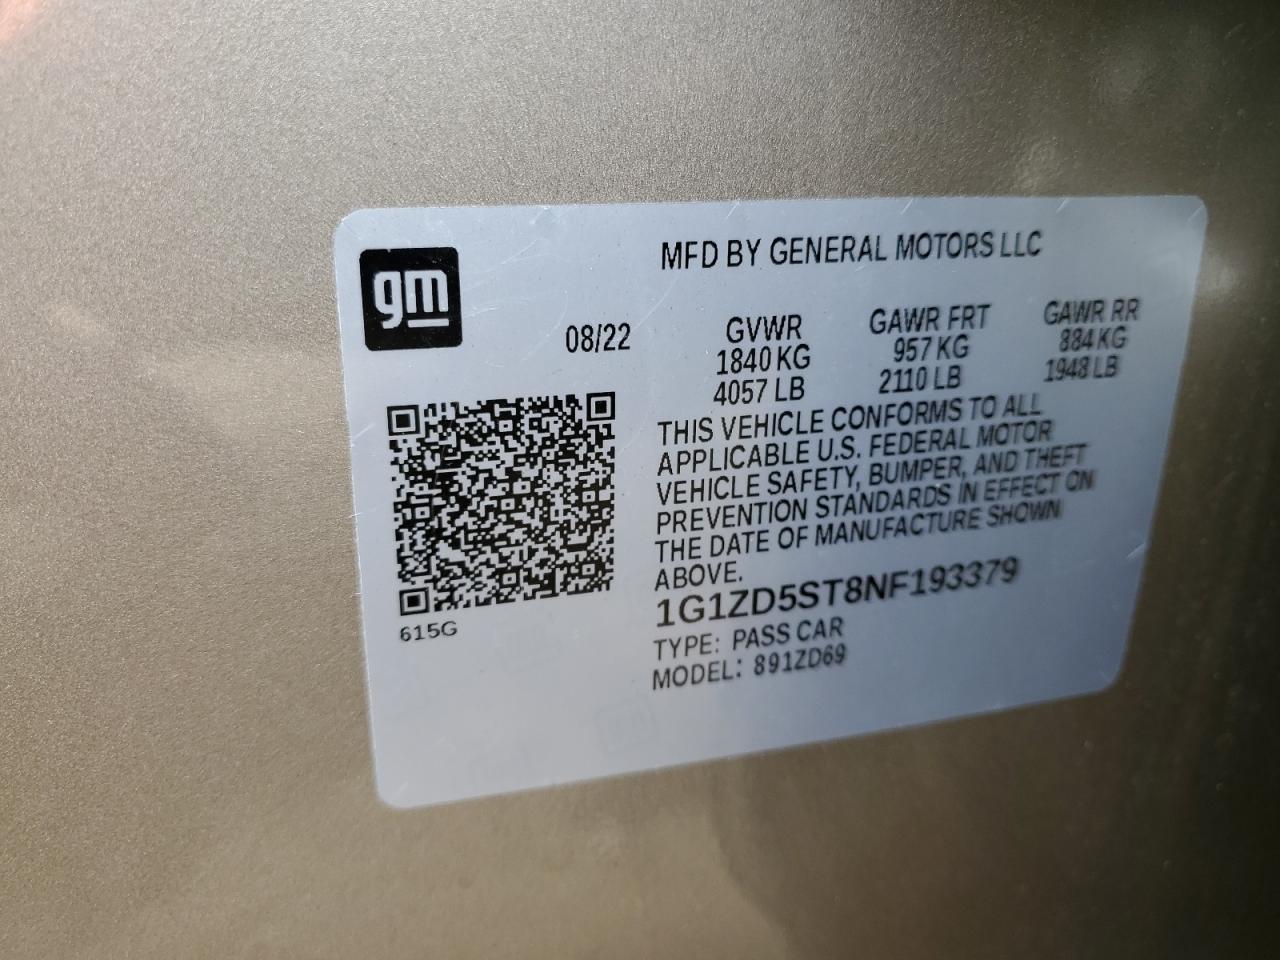 gm
MFD BY GENERAL MOTORS LLC
08/22
GVWR
1840 KG
4057 LB
GAWR FRT
957 KG
2110 LB
GAWR RR
884 KG
1948 LB
THIS VEHICLE CONFORMS TO ALL
APPLICABLE U.S. FEDERAL MOTOR
VEHICLE SAFETY, BUMPER, AND THEFT
PREVENTION STANDARDS IN EFFECT ON
THE DATE OF MANUFACTURE SHOWN
ABOVE.
1G1ZD5ST8NF193379
TYPE: PASS CAR
MODEL: 891ZD69
615G